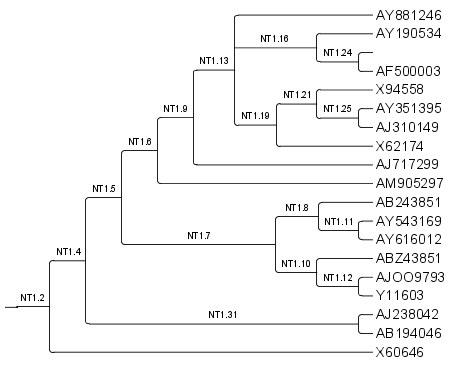 AY881246
NT1.16
AY190534
NT1.24
NT1.13
AF500003
X94558
NT1.21
NT1.9
AY351395
NT1.25
NT1.19
AJ310149
NT1.6
X62174
AJ717299
NT1.5
AM905297
AB243851
NT1.8
AY543169
NT1.11
NT1.7
AY616012
NT1.4
ABZ43851
NT1.10
AJOO9793
NT1.12
NT1.2
Y11603
NT1.31
AJ238042
AB194046
X60646